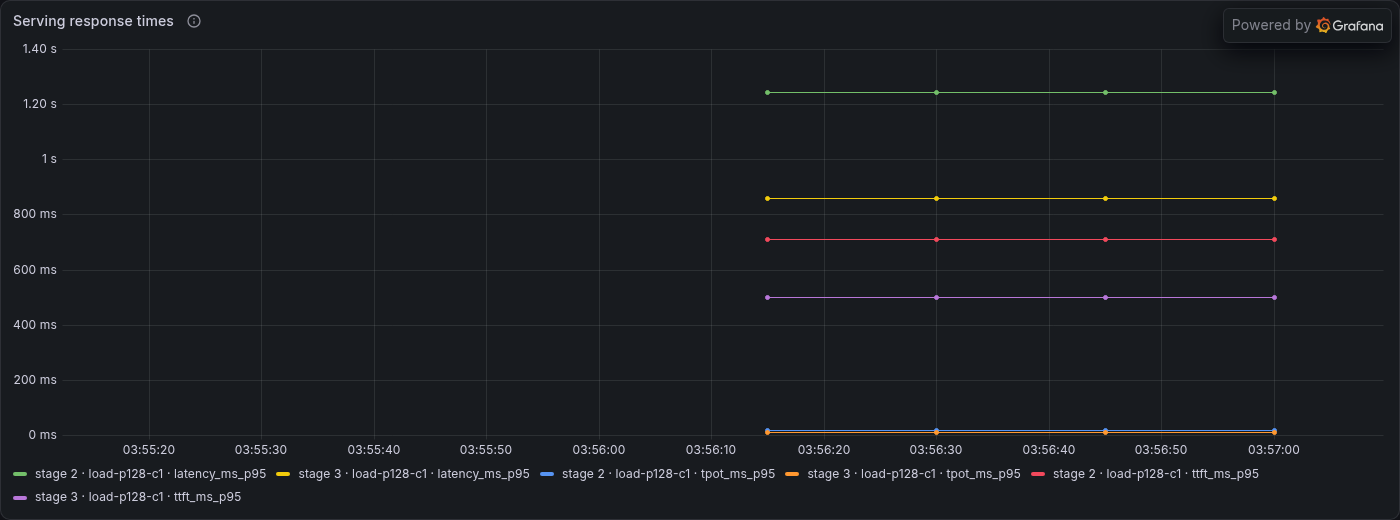 Serving response times
Powered by Grafana
1.40 s
1.20 s
1 s
800 ms
600 ms
400 ms
200 ms
0 ms
03:55:20 03:55:30 03:55:40 03:55:50 03:56:00 03:56:10 03:56:20 03:56:30 03:56:40 03:56:50 03:57:00
stage 2 · load-p128-c1 · latency_ms_p95 stage 3 · load-p128-c1 · latency_ms_p95 stage 2 · load-p128-c1 · tpot_ms_p95 stage 3 · load-p128-c1 · tpot_ms_p95 stage 2 · load-p128-c1 · ttft_ms_p95
stage 3 · load-p128-c1 · ttft_ms_p95